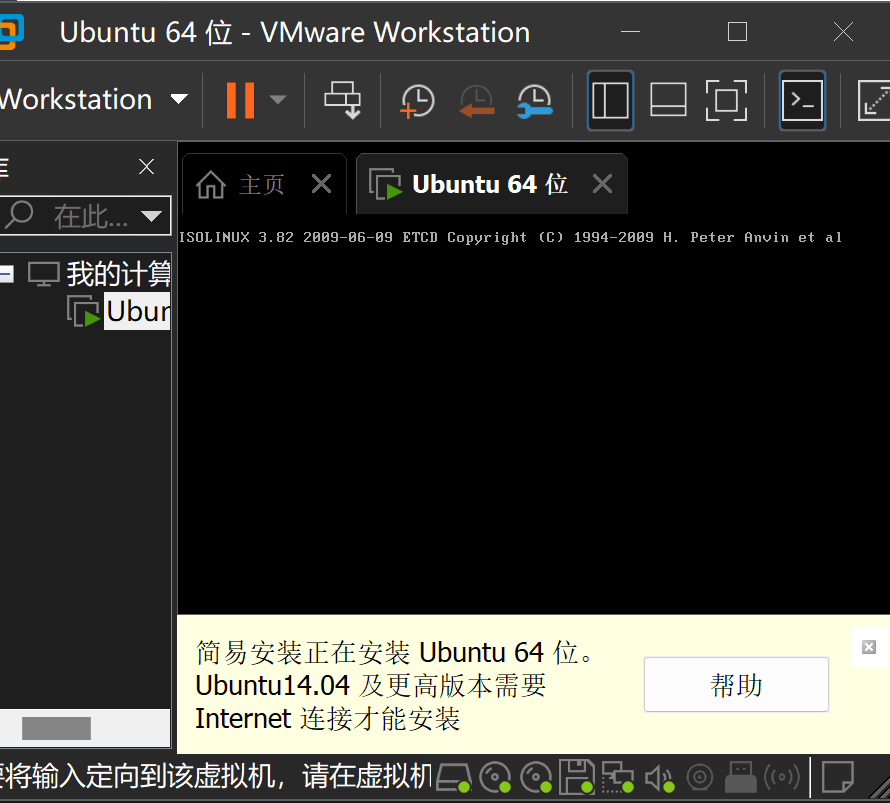 Ubuntu 64 位 - VMware Workstation
Workstation
库
主页
Ubuntu 64 位
在此...
ISOLINUX 3.82 2009-06-09 ETCD Copyright (C) 1994-2009 H. Peter Anvin et al
我的计算
Ubun
简易安装正在安装 Ubuntu 64 位。
Ubuntu14.04 及更高版本需要
Internet 连接才能安装
帮助
要将输入定向到该虚拟机，请在虚拟机